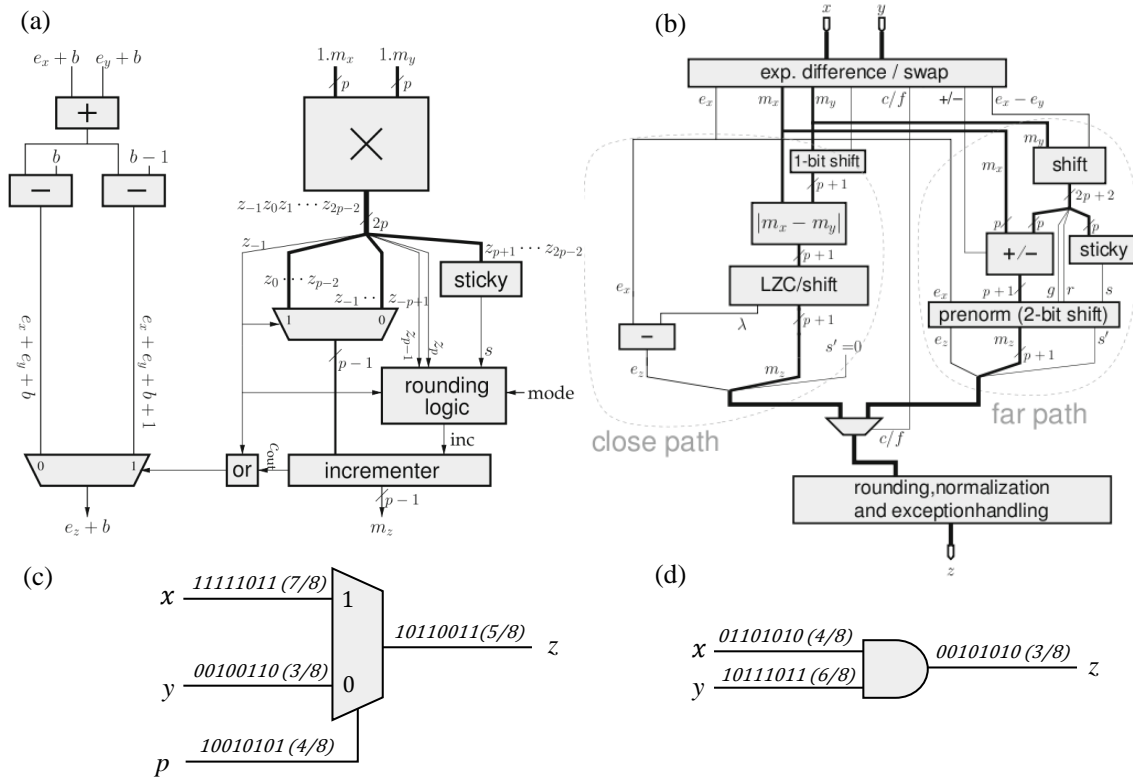 (a)
e_x + b
e_y + b
+
b
b − 1
−
−
e_x + e_y + b
e_x + e_y + b + 1
0
1
e_z + b
1.m_x
1.m_y
p
p
×
z_{−1}z_0z_1 ··· z_{2p−2}
2p
z_{−1}
z_0 ··· z_{p−2}
z_{−1} ·· z_{−p+1}
z_{p+1} ··· z_{2p−2}
sticky
1
0
z_{p−1}
z_p
s
p − 1
rounding
logic
mode
inc
or
c_out
incrementer
p − 1
m_z
(b)
x
y
exp. difference / swap
e_x
m_x
m_y
c/f
+/−
e_x − e_y
1-bit shift
p + 1
|m_x − m_y|
p + 1
LZC/shift
e_x
λ
p + 1
−
e_z
m_z
s′ =0
close path
m_y
shift
m_x
2p + 2
p
p
p
+/−
sticky
e_x
p + 1
g
r
s
prenorm (2-bit shift)
e_z
m_z
p + 1
s′
far path
c/f
rounding,normalization
and exceptionhandling
z
(c)
x
11111011 (7/8)
1
10110011(5/8)
z
y
00100110 (3/8)
0
p
10010101 (4/8)
(d)
x
01101010 (4/8)
y
10111011 (6/8)
00101010 (3/8)
z